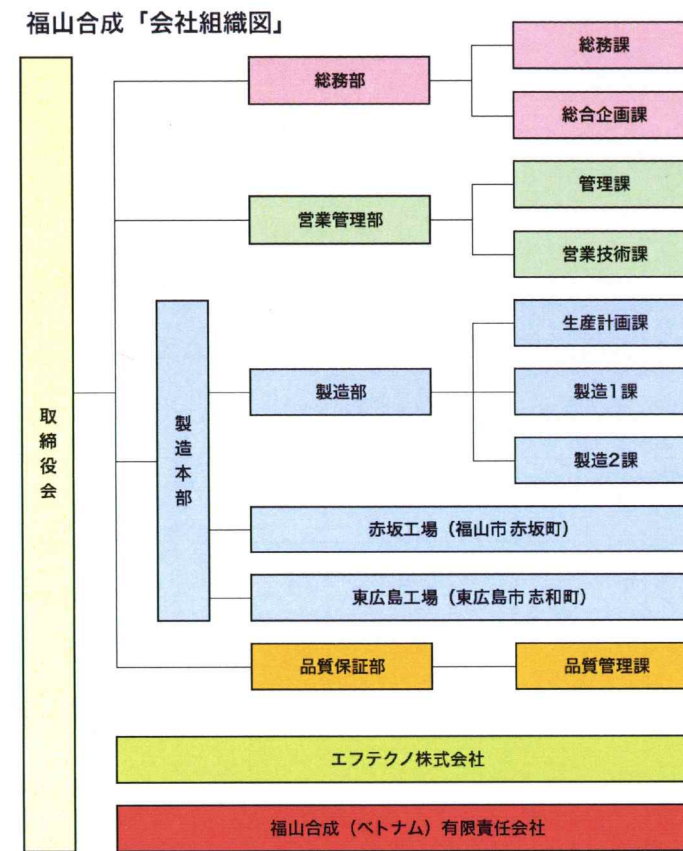 福山合成「会社組織図」
取締役会
総務部
総務課
総合企画課
営業管理部
管理課
営業技術課
製造本部
製造部
生産計画課
製造1課
製造2課
赤坂工場（福山市 赤坂町）
東広島工場（東広島市 志和町）
品質保証部
品質管理課
エフテクノ株式会社
福山合成（ベトナム）有限責任会社